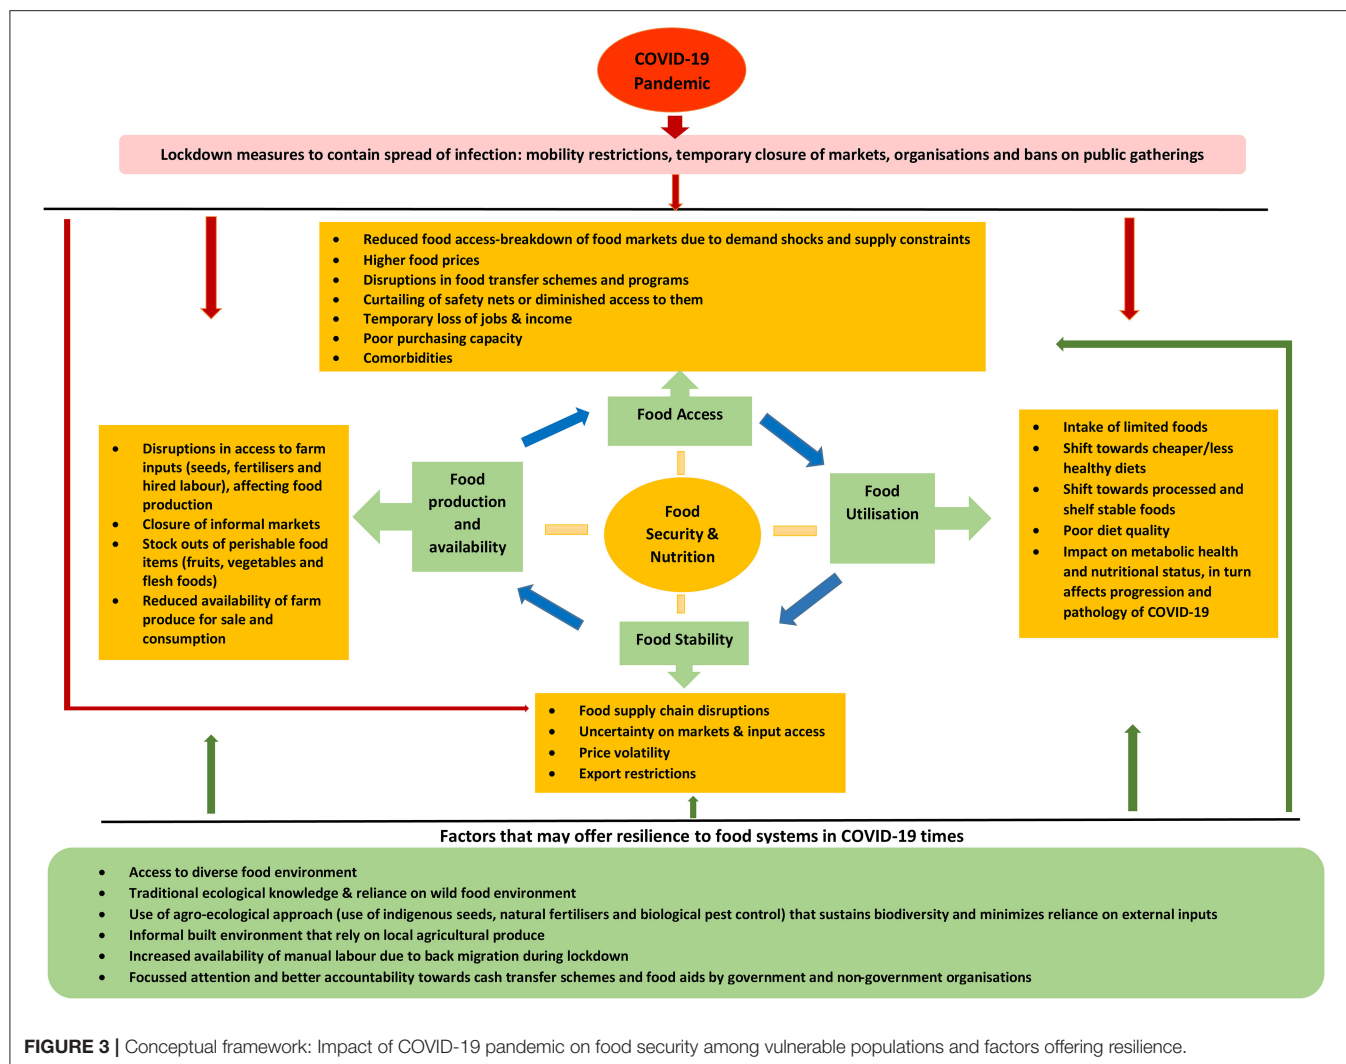 COVID-19
Pandemic
Lockdown measures to contain spread of infection: mobility restrictions, temporary closure of markets, organisations and bans on public gatherings
• Reduced food access-breakdown of food markets due to demand shocks and supply constraints
• Higher food prices
• Disruptions in food transfer schemes and programs
• Curtailing of safety nets or diminished access to them
• Temporary loss of jobs & income
• Poor purchasing capacity
• Comorbidities
Food Access
• Disruptions in access to farm
inputs (seeds, fertilisers and
hired labour), affecting food
production
• Closure of informal markets
• Stock outs of perishable food
items (fruits, vegetables and
flesh foods)
• Reduced availability of farm
produce for sale and
consumption
Food
production
and
availability
Food
Security &
Nutrition
Food
Utilisation
• Intake of limited foods
• Shift towards cheaper/less
healthy diets
• Shift towards processed and
shelf stable foods
• Poor diet quality
• Impact on metabolic health
and nutritional status, in turn
affects progression and
pathology of COVID-19
Food Stability
• Food supply chain disruptions
• Uncertainty on markets & input access
• Price volatility
• Export restrictions
Factors that may offer resilience to food systems in COVID-19 times
• Access to diverse food environment
• Traditional ecological knowledge & reliance on wild food environment
• Use of agro-ecological approach (use of indigenous seeds, natural fertilisers and biological pest control) that sustains biodiversity and minimizes reliance on external inputs
• Informal built environment that rely on local agricultural produce
• Increased availability of manual labour due to back migration during lockdown
• Focussed attention and better accountability towards cash transfer schemes and food aids by government and non-government organisations
FIGURE 3 | Conceptual framework: Impact of COVID-19 pandemic on food security among vulnerable populations and factors offering resilience.